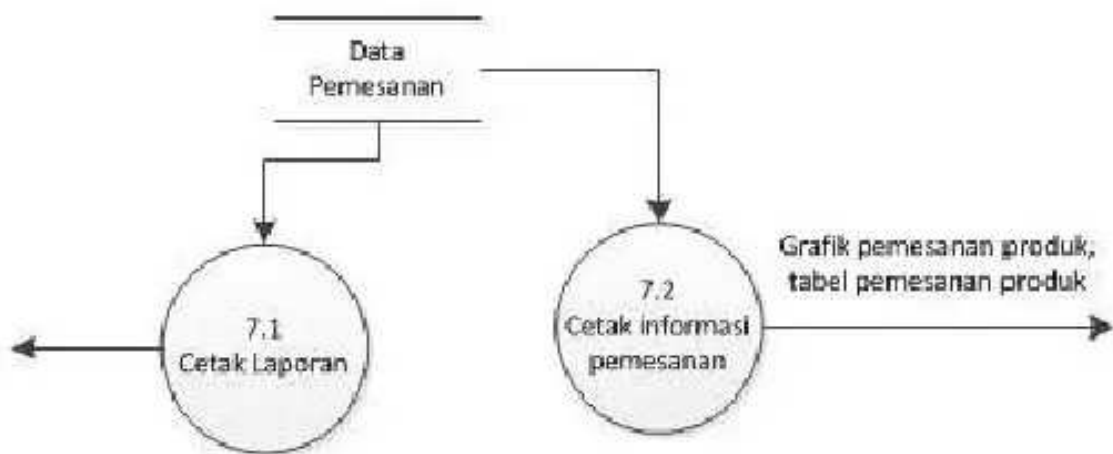 Data
Pemesanan
7.1
Cetak Laporan
7.2
Cetak informasi
pemesanan
Grafik pemesanan produk,
tabel pemesanan produk